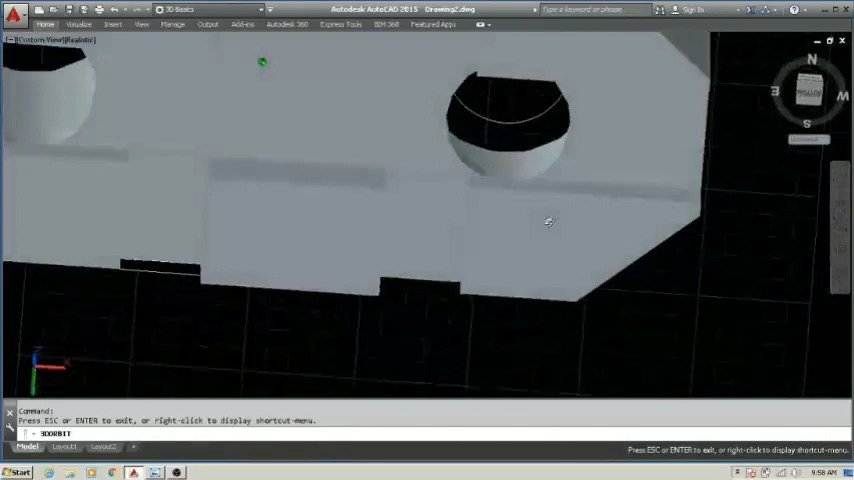 3D Basics
Autodesk AutoCAD 2015 Drawing2.dwg
Type a keyword or phrase
Sign In
Home Visualize Insert View Manage Output Add-ins Autodesk 360 Express Tools BIM 360 Featured Apps
[−][Custom View][Realistic]
N
E
W
S
Command:
Press ESC or ENTER to exit, or right-click to display shortcut-menu.
3DORBIT
Model Layout1 Layout2 +
Press ESC or ENTER to exit, or right-click to display shortcut-menu.
Start
9:58 AM